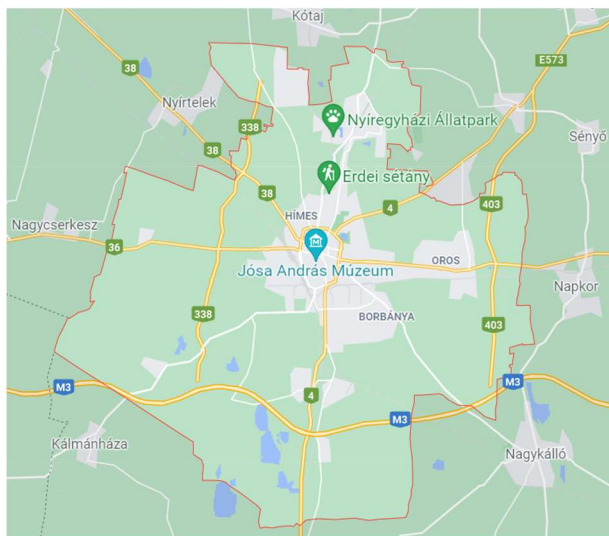 Kótaj
E573
38
Nyírtelek
Nyíregyházi Állatpark
338
Sényő
38
Erdei sétány
38
403
4
Nagycserkesz
HÍMES
36
Jósa András Múzeum
OROS
Napkor
338
BORBÁNYA
403
M3
M3
4
M3
Kálmánháza
Nagykálló